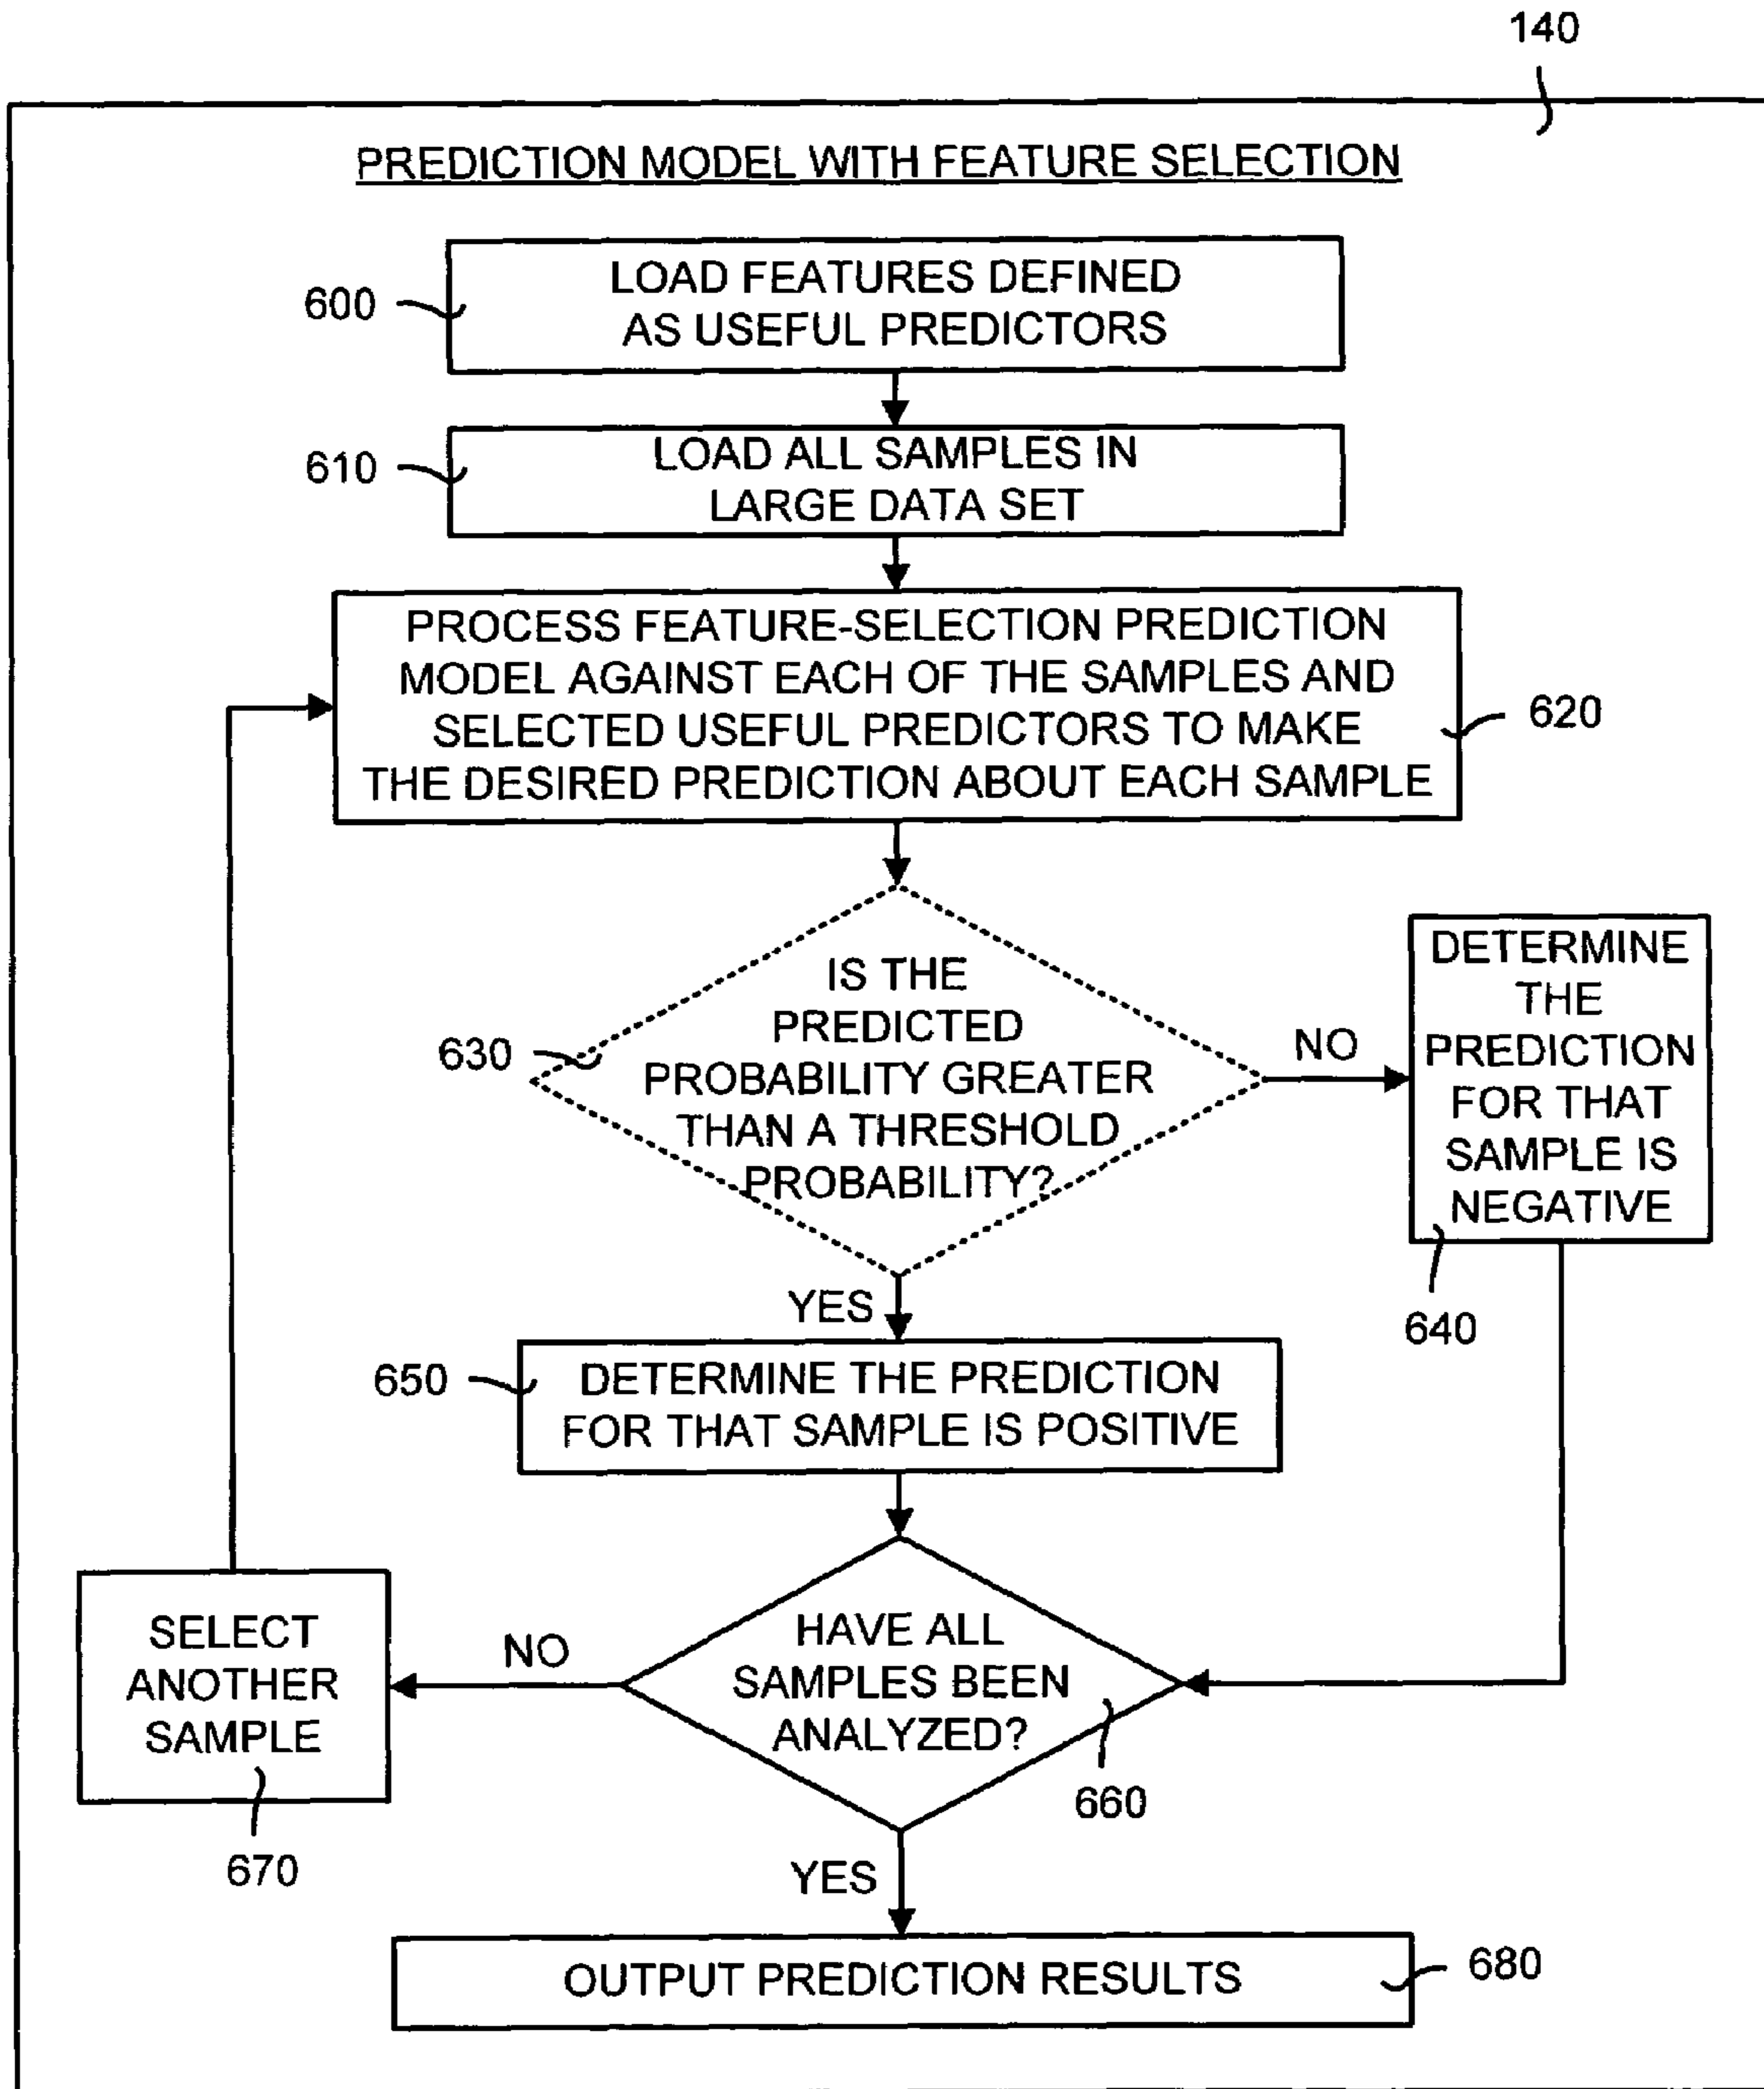 140
PREDICTION MODEL WITH FEATURE SELECTION
600
LOAD FEATURES DEFINED
AS USEFUL PREDICTORS
610
LOAD ALL SAMPLES IN
LARGE DATA SET
PROCESS FEATURE-SELECTION PREDICTION
MODEL AGAINST EACH OF THE SAMPLES AND
SELECTED USEFUL PREDICTORS TO MAKE
THE DESIRED PREDICTION ABOUT EACH SAMPLE
620
630
IS THE
PREDICTED
PROBABILITY GREATER
THAN A THRESHOLD
PROBABILITY?
NO
DETERMINE
THE
PREDICTION
FOR THAT
SAMPLE IS
NEGATIVE
640
YES
650
DETERMINE THE PREDICTION
FOR THAT SAMPLE IS POSITIVE
HAVE ALL
SAMPLES BEEN
ANALYZED?
660
NO
SELECT
ANOTHER
SAMPLE
670
YES
OUTPUT PREDICTION RESULTS
680